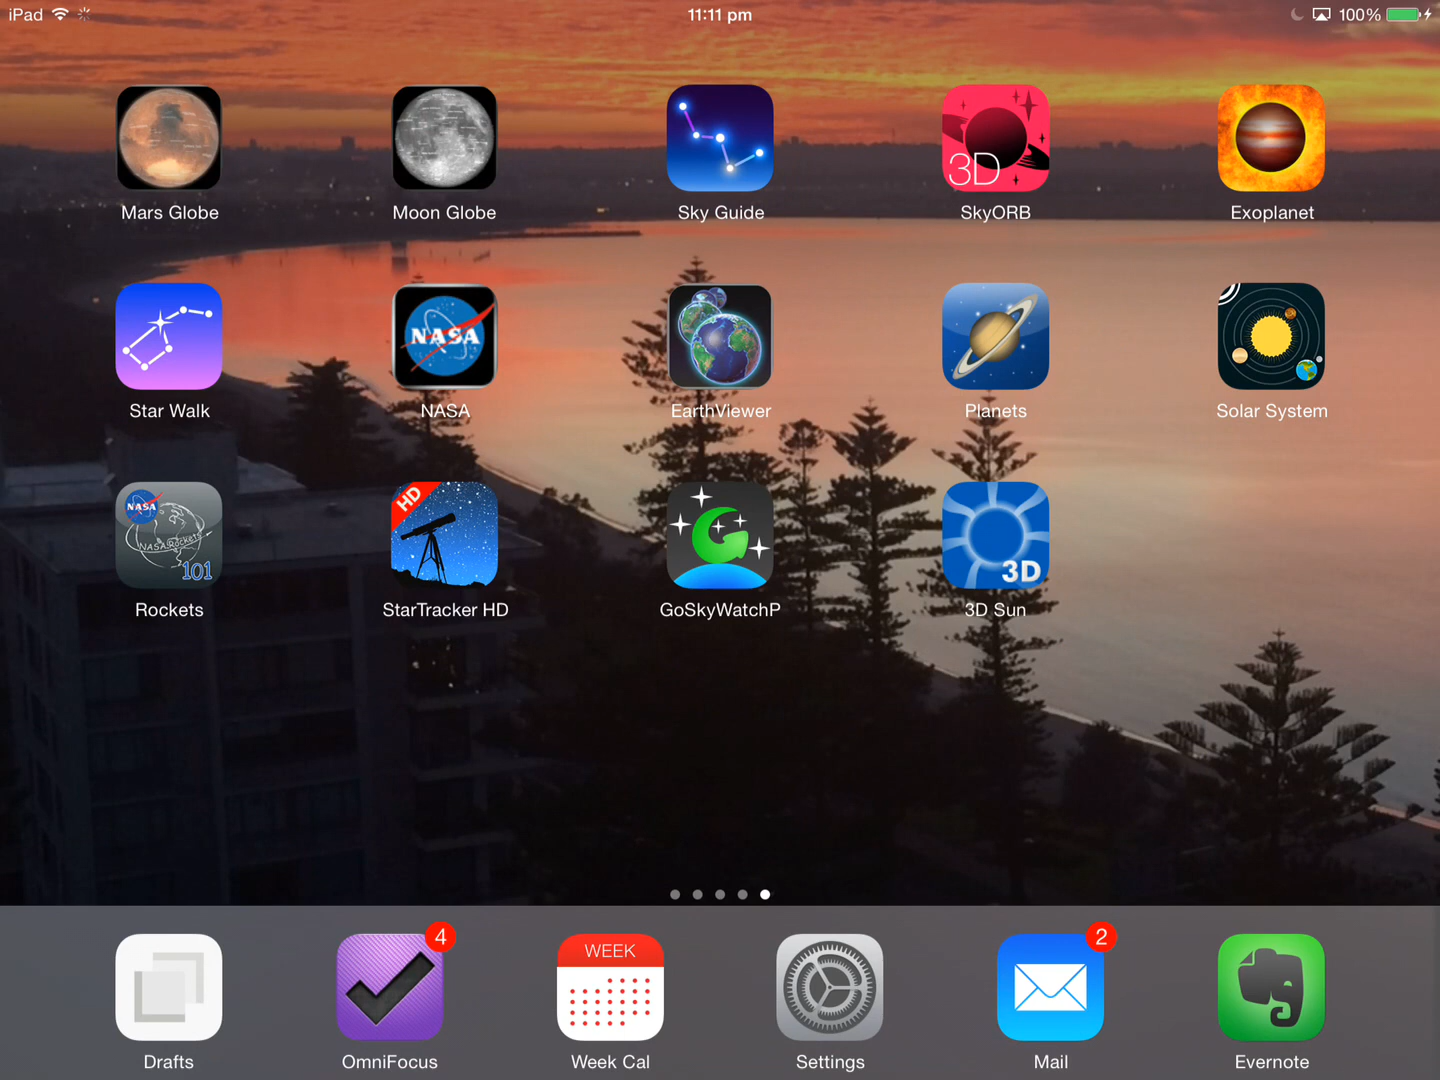 iPad 11:11 pm 100%
Mars Globe Moon Globe Sky Guide 3D SkyORB Exoplanet
NASA
Star Walk NASA EarthViewer Planets Solar System
NASA HD
NASA Rockets
101 3D
Rockets StarTracker HD GoSkyWatchP 3D Sun
4 WEEK 2
Drafts OmniFocus Week Cal Settings Mail Evernote